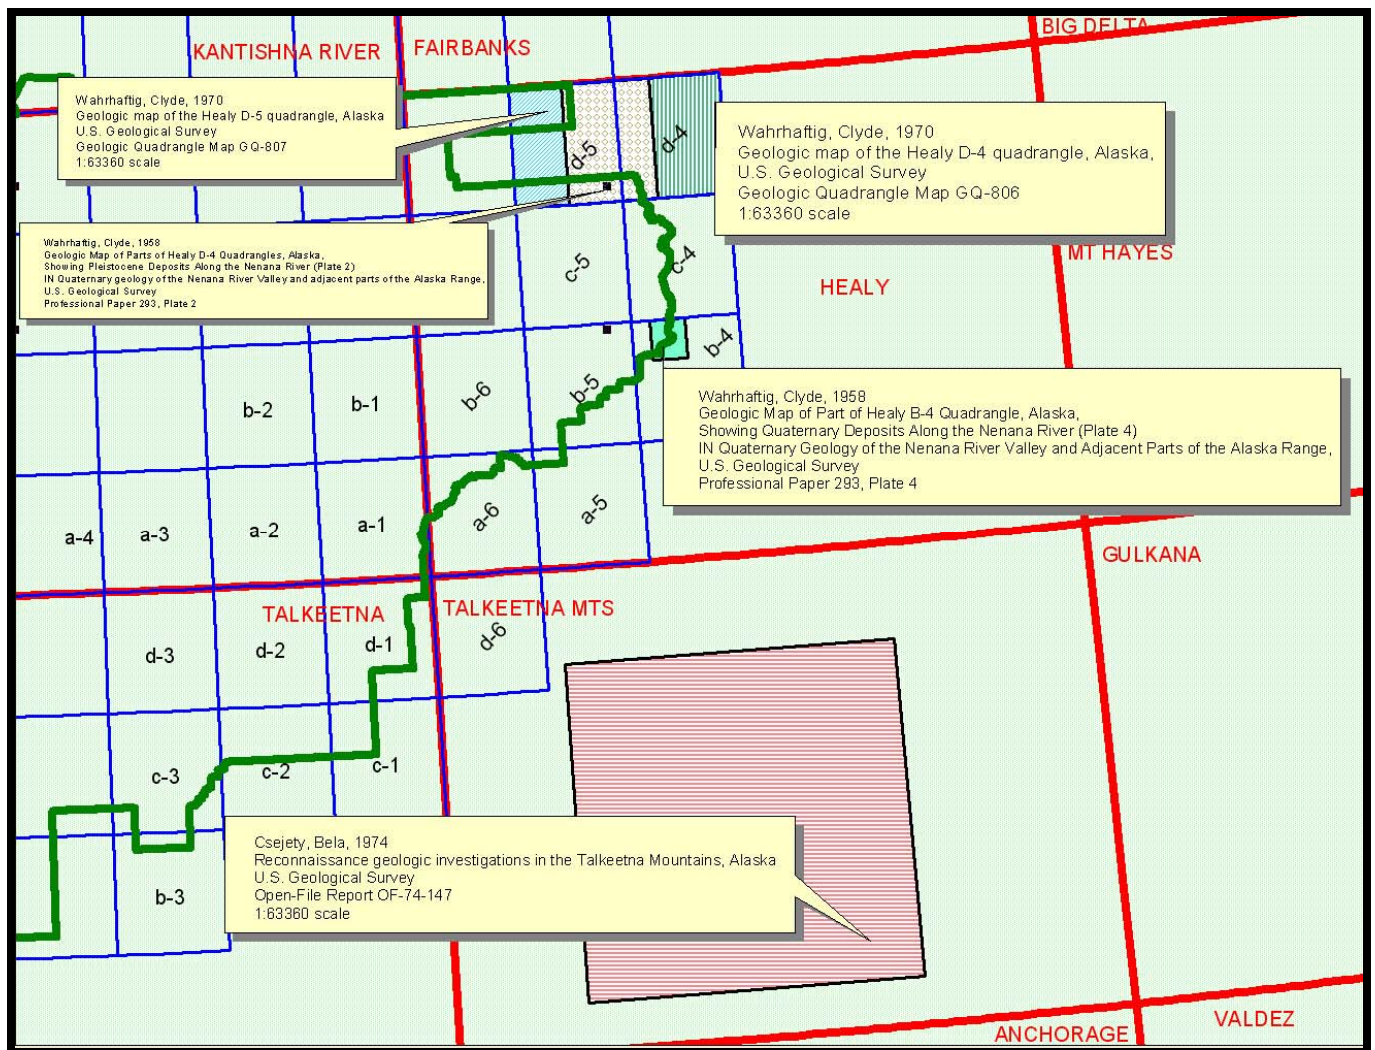 BIG DELTA
KANTISHNA RIVER
FAIRBANKS
Wahrhaftig, Clyde, 1970
Geologic map of the Healy D-5 quadrangle, Alaska
U.S. Geological Survey
Geologic Quadrangle Map GQ-807
1:63360 scale
d-5
d-4
Wahrhaftig, Clyde, 1970
Geologic map of the Healy D-4 quadrangle, Alaska,
U.S. Geological Survey
Geologic Quadrangle Map GQ-806
1:63360 scale
Wahrhaftig, Clyde, 1958
Geologic Map of Parts of Healy D-4 Quadrangles, Alaska,
Showing Pleistocene Deposits Along the Nenana River (Plate 2)
IN Quaternary geology of the Nenana River Valley and adjacent parts of the Alaska Range,
U.S. Geological Survey
Professional Paper 293, Plate 2
c-5
c-4
MT HAYES
HEALY
b-4
b-2
b-1
b-6
b-5
Wahrhaftig, Clyde, 1958
Geologic Map of Part of Healy B-4 Quadrangle, Alaska,
Showing Quaternary Deposits Along the Nenana River (Plate 4)
IN Quaternary Geology of the Nenana River Valley and Adjacent Parts of the Alaska Range,
U.S. Geological Survey
Professional Paper 293, Plate 4
a-4
a-3
a-2
a-1
a-6
a-5
GULKANA
TALKEETNA
TALKEETNA MTS
d-3
d-2
d-1
d-6
c-3
c-2
c-1
Csejety, Bela, 1974
Reconnaissance geologic investigations in the Talkeetna Mountains, Alaska
U.S. Geological Survey
Open-File Report OF-74-147
1:63360 scale
b-3
ANCHORAGE
VALDEZ